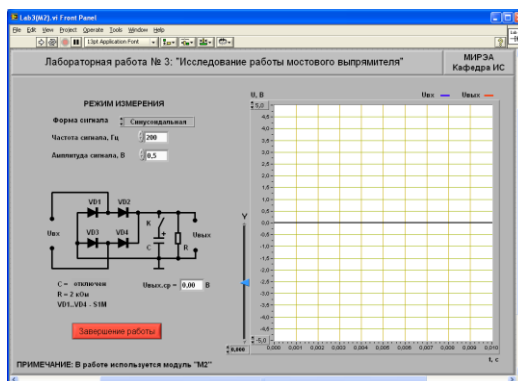 Lab3(M2).vi Front Panel
File Edit View Project Operate Tools Window Help
13pt Application Font
Лабораторная работа № 3: "Исследование работы мостового выпрямителя"
МИРЭА
Кафедра ИС
РЕЖИМ ИЗМЕРЕНИЯ
Форма сигнала Синусоидальная
Частота сигнала, Гц 200
Амплитуда сигнала, В 0,5
U, В
Uвх Uвых
5,0
4,5
4,0
3,5
3,0
2,5
2,0
1,5
1,0
0,5
0,0
-0,5
-1,0
-1,5
-2,0
-2,5
-3,0
-3,5
-4,0
-4,5
-5,0
0,000 0,001 0,002 0,003 0,004 0,005 0,006 0,007 0,008 0,009 0,010
t, с
Y
0,000
VD1 VD2
K
Uвх
VD3 VD4
+
C R
Uвых
C = отключен
R = 2 кОм
VD1..VD4 - S1M
Uвых.ср = 0,00 В
Завершение работы
ПРИМЕЧАНИЕ: В работе используется модуль "М2"